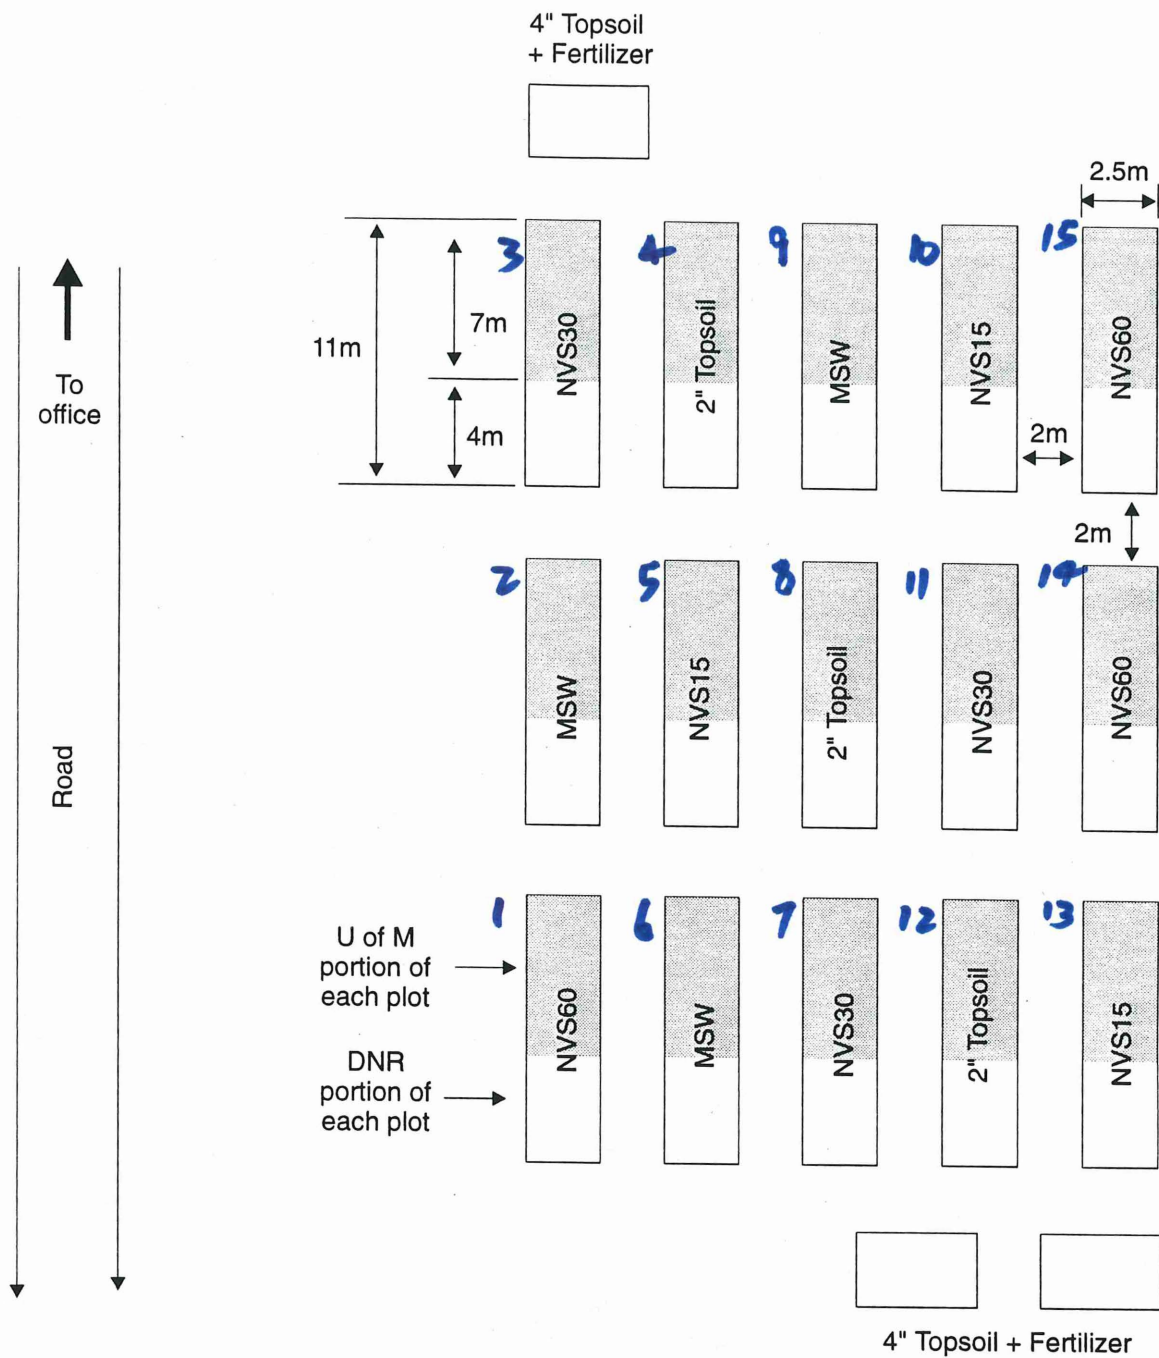 4" Topsoil
+ Fertilizer
2.5m
3
4
9
10
15
11m
7m
4m
NVS30
2" Topsoil
MSW
NVS15
NVS60
2m
2m
To
office
2
5
8
11
14
MSW
NVS15
2" Topsoil
NVS30
NVS60
Road
1
6
7
12
13
U of M
portion of
each plot
NVS60
MSW
NVS30
2" Topsoil
NVS15
DNR
portion of
each plot
4" Topsoil + Fertilizer